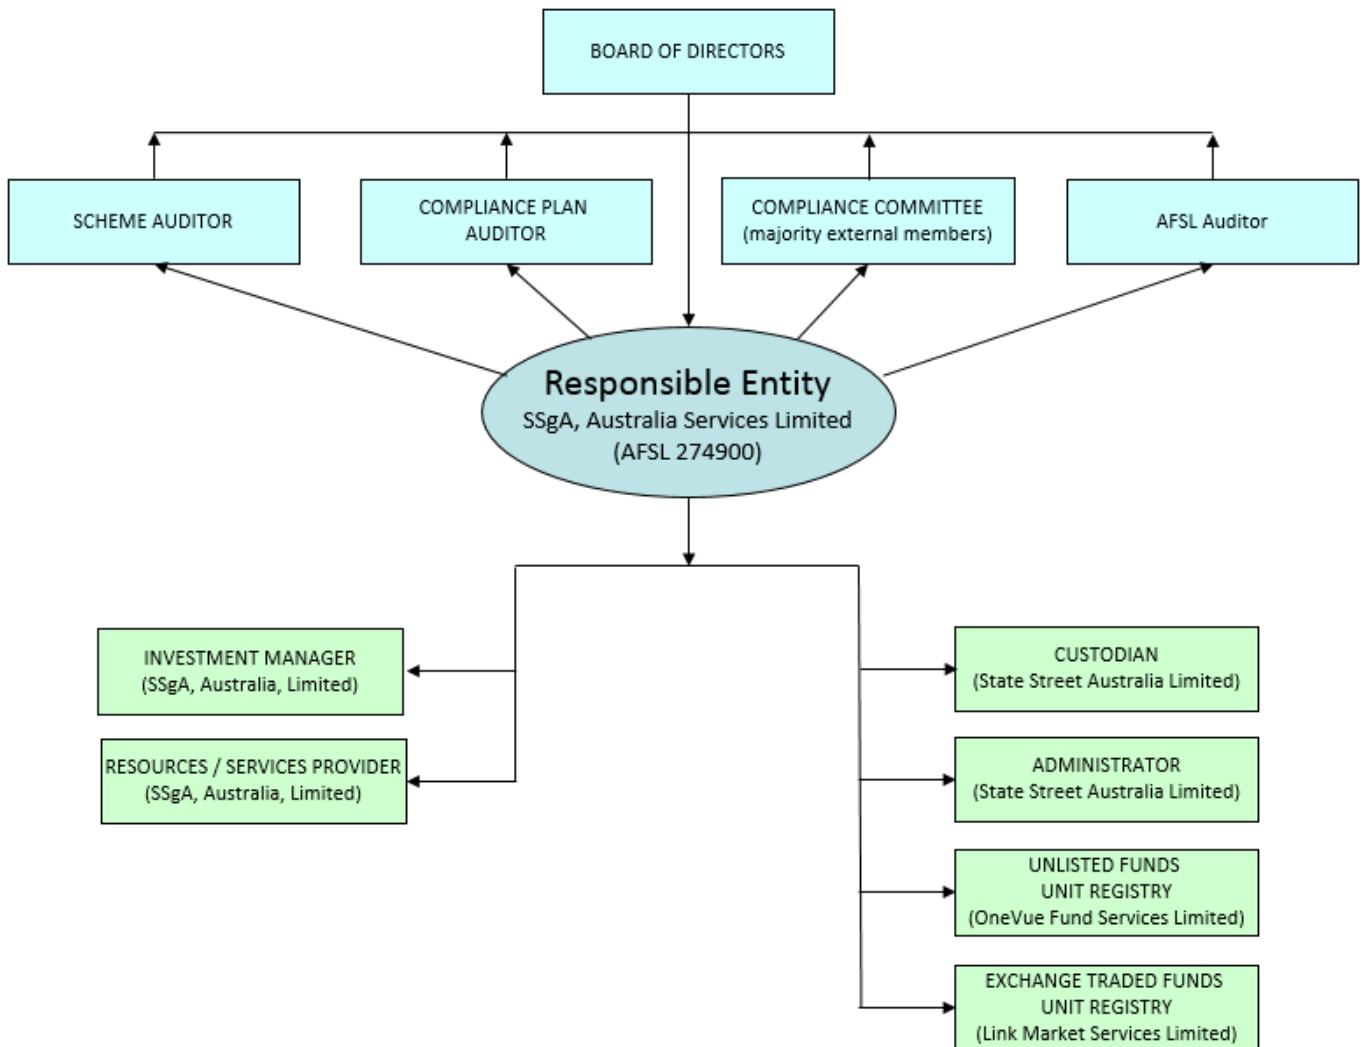 BOARD OF DIRECTORS
SCHEME AUDITOR
COMPLIANCE PLAN
AUDITOR
COMPLIANCE COMMITTEE
(majority external members)
AFSL Auditor
Responsible Entity
SSgA, Australia Services Limited
(AFSL 274900)
INVESTMENT MANAGER
(SSgA, Australia, Limited)
RESOURCES / SERVICES PROVIDER
(SSgA, Australia, Limited)
CUSTODIAN
(State Street Australia Limited)
ADMINISTRATOR
(State Street Australia Limited)
UNLISTED FUNDS
UNIT REGISTRY
(OneVue Fund Services Limited)
EXCHANGE TRADED FUNDS
UNIT REGISTRY
(Link Market Services Limited)